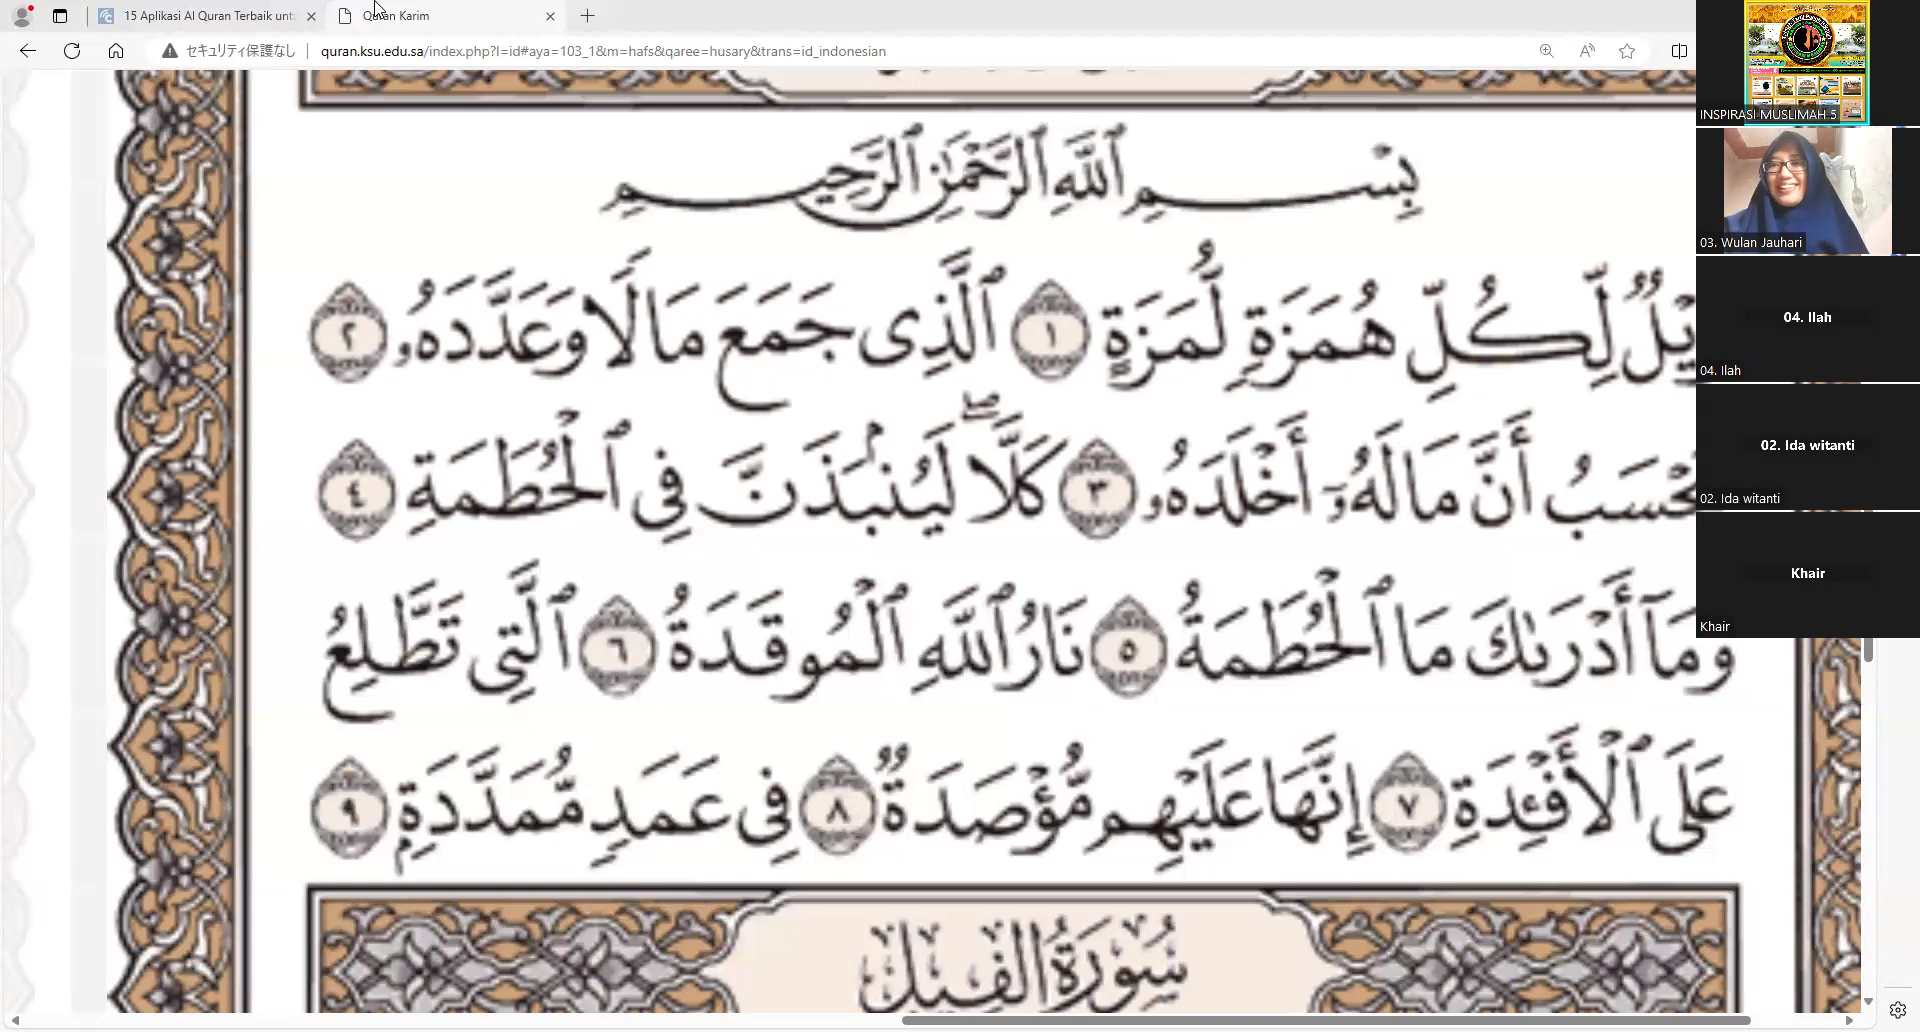 15 Aplikasi Al Quran Terbaik unt
Quran Karim
セキュリティ保護なし
quran.ksu.edu.sa/index.php?l=id#aya=103_1&m=hafs&qaree=husary&trans=id_indonesian
INSPIRASI MUSLIMAH 5
03. Wulan Jauhari
04. Ilah
04. Ilah
02. Ida witanti
02. Ida witanti
Khair
Khair
بِسْمِ ٱللَّهِ ٱلرَّحْمَٰنِ ٱلرَّحِيمِ
لِّكُلِّ هُمَزَةٍ لُّمَزَةٍ ١ ٱلَّذِى جَمَعَ مَالًا وَعَدَّدَهُۥ ٢
أَنَّ مَالَهُۥٓ أَخْلَدَهُۥ ٣ كَلَّا ۖ لَيُنۢبَذَنَّ فِى ٱلْحُطَمَةِ ٤
وَمَآ أَدْرَىٰكَ مَا ٱلْحُطَمَةُ ٥ نَارُ ٱللَّهِ ٱلْمُوقَدَةُ ٦ ٱلَّتِى تَطَّلِعُ
عَلَى ٱلْأَفْـِٔدَةِ ٧ إِنَّهَا عَلَيْهِم مُّؤْصَدَةٌ ٨ فِى عَمَدٍ مُّمَدَّدَةٍۭ ٩
سُورَةُ الفِيلِ